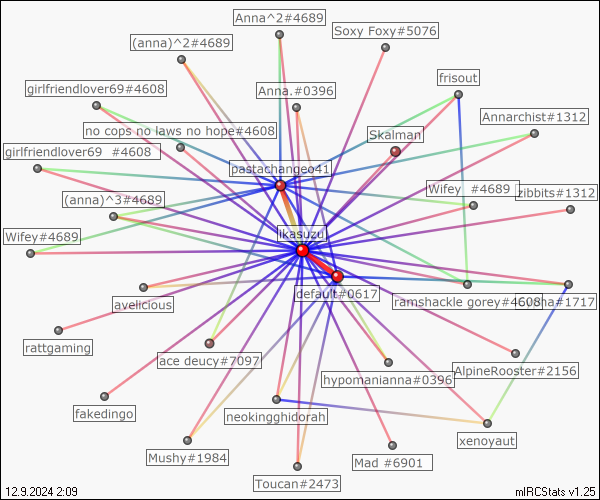 Anna^2#4689
Soxy Foxy#5076
(anna)^2#4689
frisout
girlfriendlover69#4608
Anna.#0396
Annarchist#1312
no cops no laws no hope#4608
Skalman
girlfriendlover69 #4608
pastachangeo41
Wifey #4689
zibbits#1312
(anna)^3#4689
Wifey#4689
likasuzu
default#0617
avelicious
ramshackle gorey#4608
#1717
rattgaming
ace deucy#7097
AlpineRooster#2156
hypomanianna#0396
fakedingo
neokingghidorah
xenoyaut
Mushy#1984
Mad #6901
Toucan#2473
12.9.2024 2:09
mIRCStats v1.25